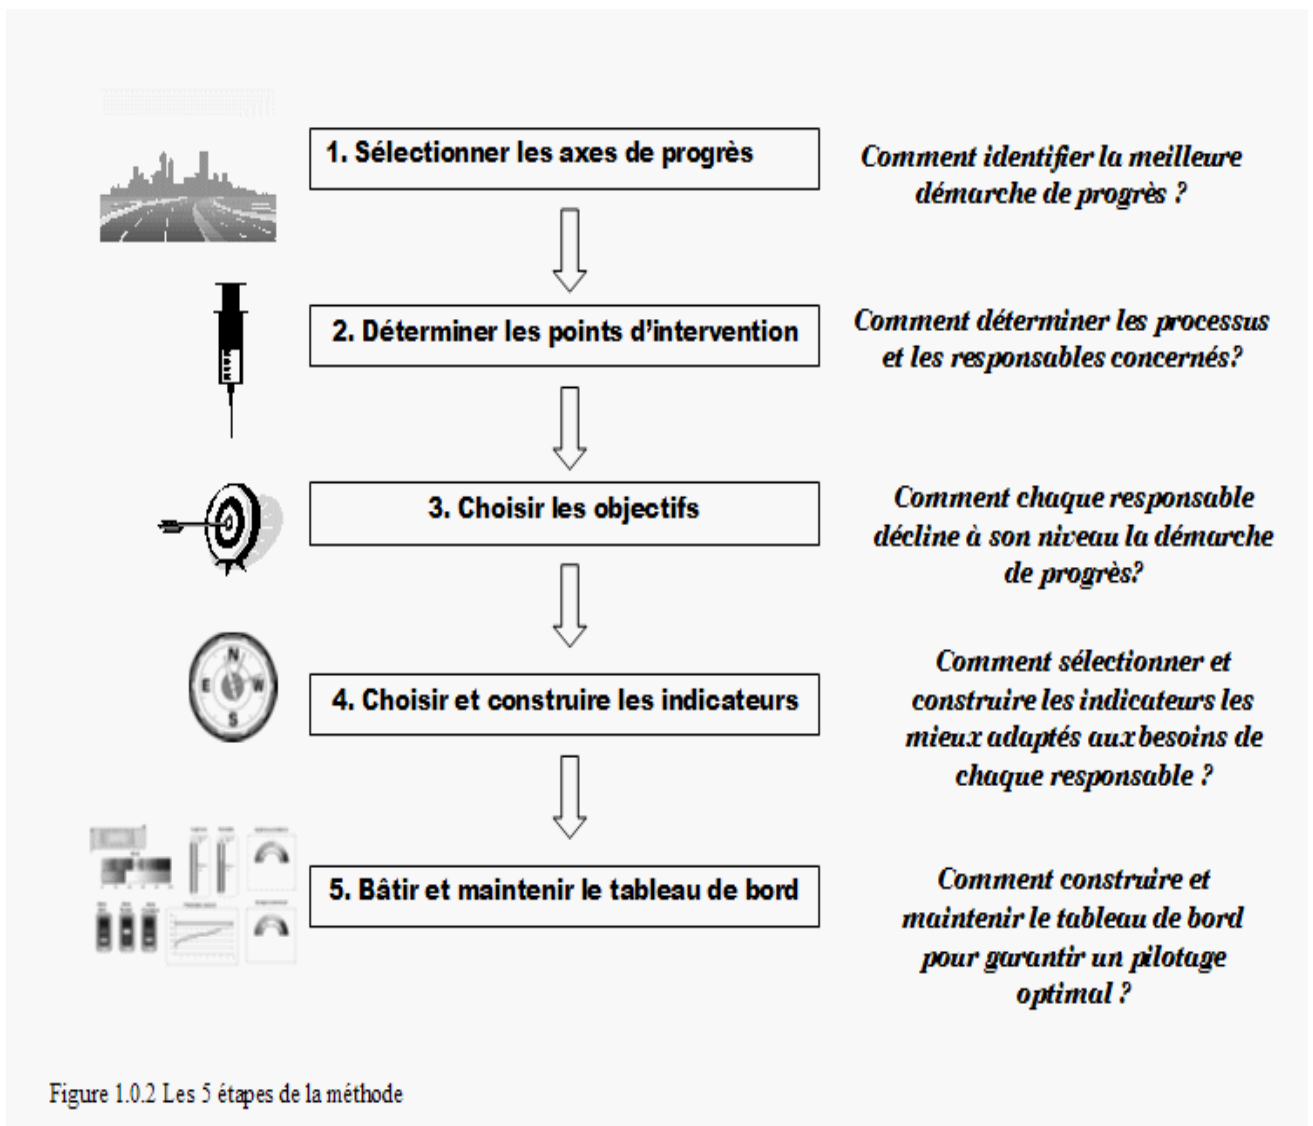 1. Sélectionner les axes de progrès
Comment identifier la meilleure
démarche de progrès ?
2. Déterminer les points d'intervention
Comment déterminer les processus
et les responsables concernés?
3. Choisir les objectifs
Comment chaque responsable
décline à son niveau la démarche
de progrès?
N
E
W
S
4. Choisir et construire les indicateurs
Comment sélectionner et
construire les indicateurs les
mieux adaptés aux besoins de
chaque responsable ?
5. Bâtir et maintenir le tableau de bord
Comment construire et
maintenir le tableau de bord
pour garantir un pilotage
optimal ?
Figure 1.0.2 Les 5 étapes de la méthode